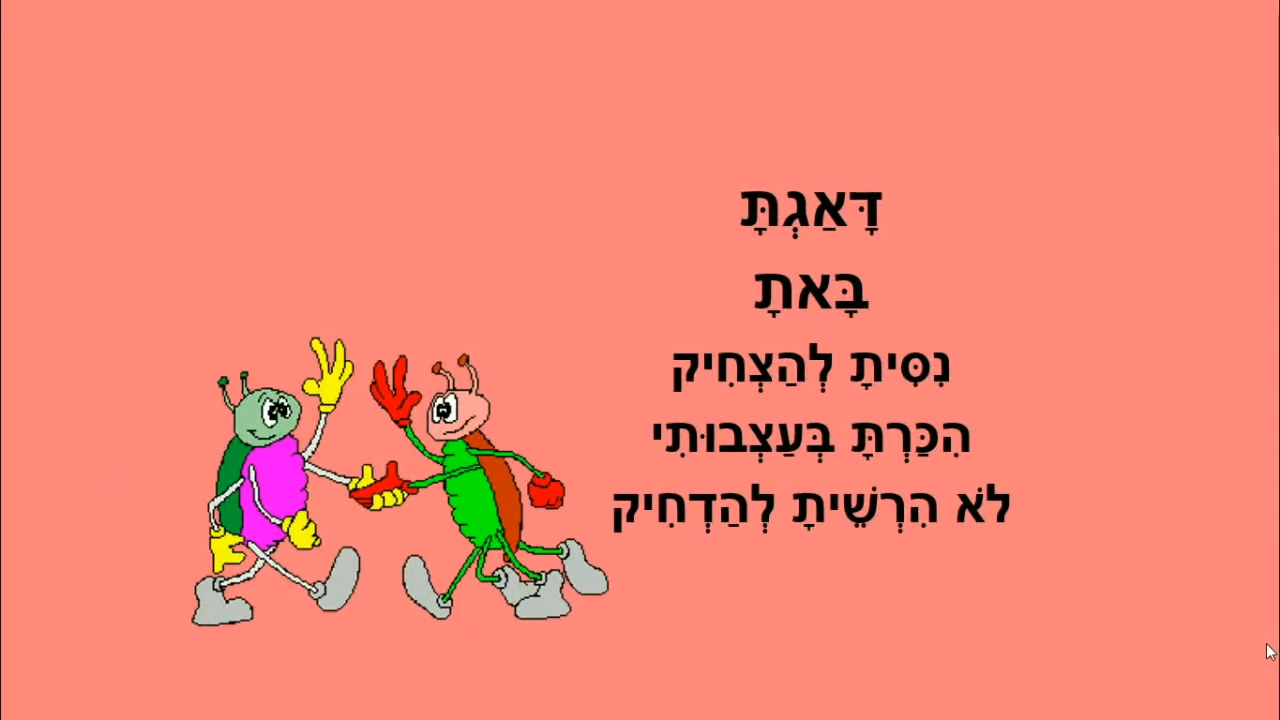 דָּאַגְתָּ
בָּאתָ
נִסִּיתָ לְהַצְחִיק
הִכַּרְתָּ בְּעַצְבוּתִי
לֹא הִרְשֵׁיתָ לְהַדְחִיק